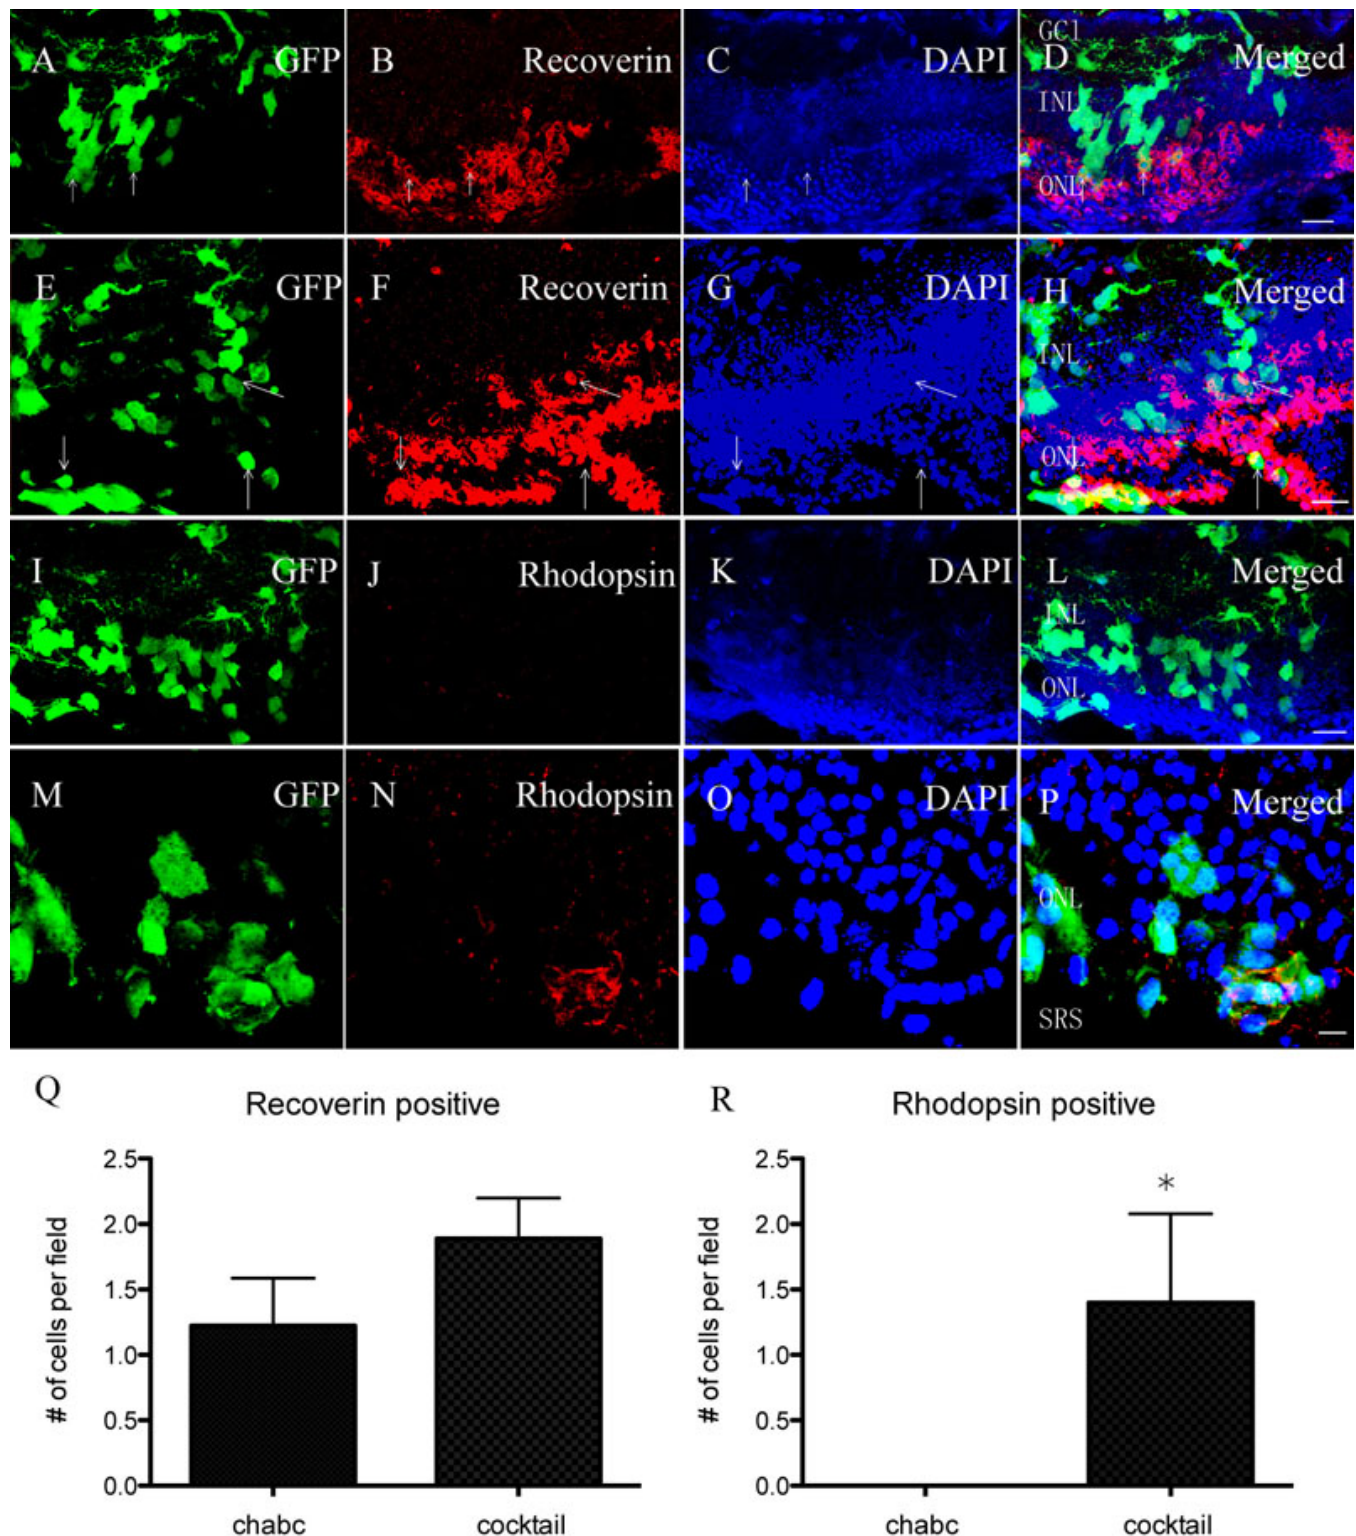 A GFP B Recoverin C DAPI D Merged
GCl
INL
ONL
E GFP F Recoverin G DAPI H Merged
INL
ONL
I GFP J Rhodopsin K DAPI L Merged
INL
ONL
M GFP N Rhodopsin O DAPI P Merged
ONL
SRS
Q Recoverin positive
2.5
2.0
1.5
1.0
0.5
0.0
# of cells per field
chabc cocktail
R Rhodopsin positive
*
2.5
2.0
1.5
1.0
0.5
0.0
# of cells per field
chabc cocktail